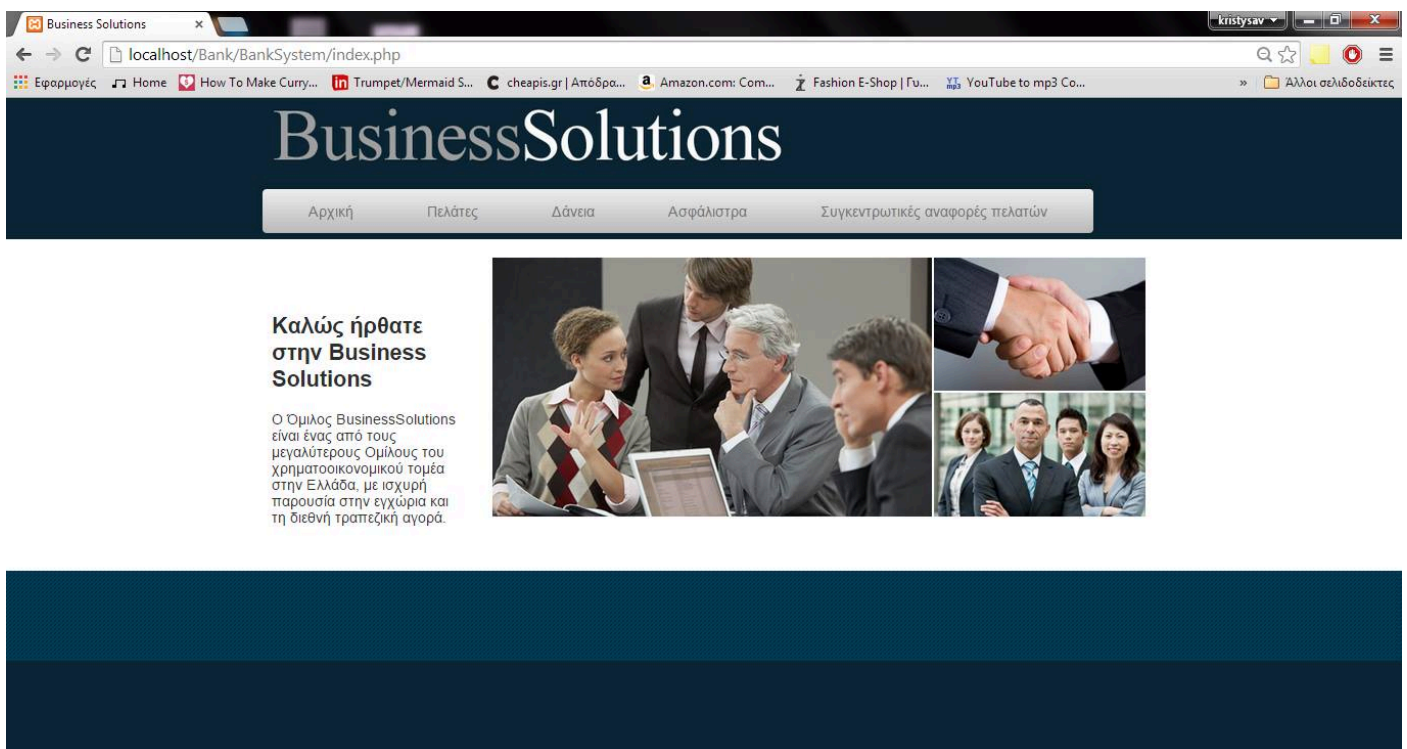 Business Solutions
kristysav
localhost/Bank/BankSystem/index.php
Εφαρμογές Home How To Make Curry... Trumpet/Mermaid S... cheapis.gr | Απόδρα... Amazon.com: Com... Fashion E-Shop | Γυ... YouTube to mp3 Co... » Άλλοι σελιδοδείκτες
BusinessSolutions
Αρχική Πελάτες Δάνεια Ασφάλιστρα Συγκεντρωτικές αναφορές πελατών
Καλώς ήρθατε
στην Business
Solutions
Ο Όμιλος BusinessSolutions
είναι ένας από τους
μεγαλύτερους Ομίλους του
χρηματοοικονομικού τομέα
στην Ελλάδα, με ισχυρή
παρουσία στην εγχώρια και
τη διεθνή τραπεζική αγορά.